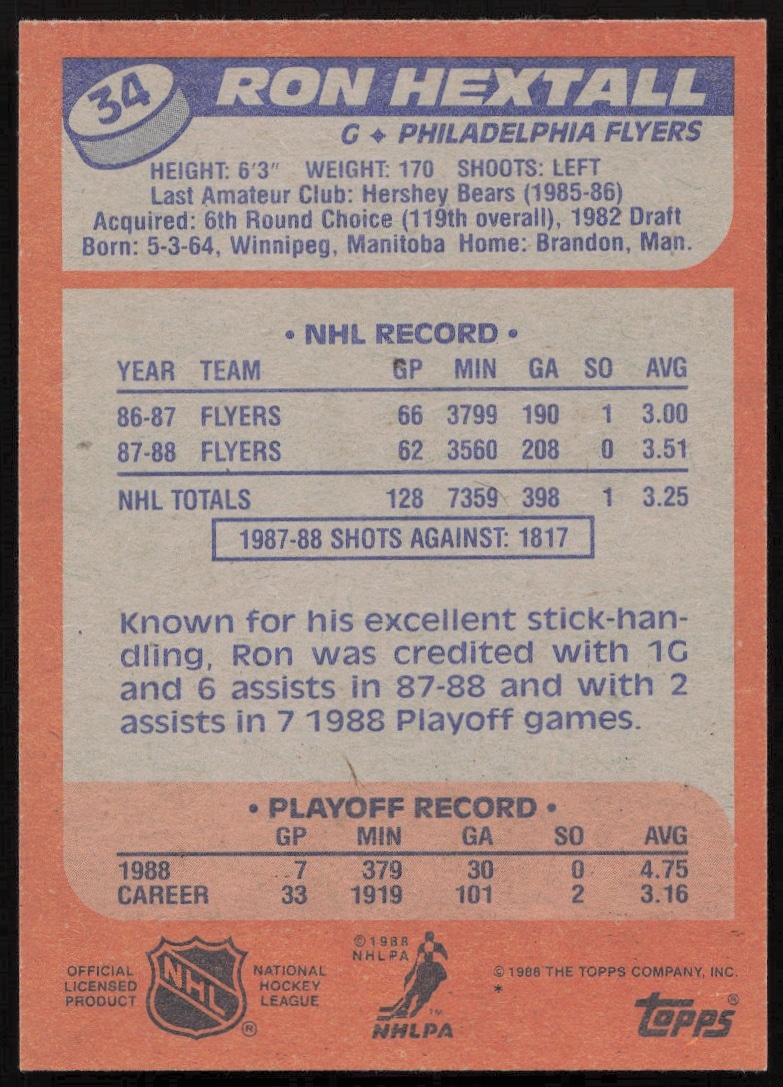 34
RON HEXTALL
G ♦ PHILADELPHIA FLYERS
HEIGHT: 6'3" WEIGHT: 170 SHOOTS: LEFT
Last Amateur Club: Hershey Bears (1985-86)
Acquired: 6th Round Choice (119th overall), 1982 Draft
Born: 5-3-64, Winnipeg, Manitoba Home: Brandon, Man.
• NHL RECORD •
YEAR TEAM GP MIN GA SO AVG
86-87 FLYERS 66 3799 190 1 3.00
87-88 FLYERS 62 3560 208 0 3.51
NHL TOTALS 128 7359 398 1 3.25
1987-88 SHOTS AGAINST: 1817
Known for his excellent stick-han-
dling, Ron was credited with 1G
and 6 assists in 87-88 and with 2
assists in 7 1988 Playoff games.
• PLAYOFF RECORD •
GP MIN GA SO AVG
1988 7 379 30 0 4.75
CAREER 33 1919 101 2 3.16
OFFICIAL
LICENSED
PRODUCT
NHL
®
NATIONAL
HOCKEY
LEAGUE
© 1988
NHLPA
TM
NHLPA
© 1988 THE TOPPS COMPANY, INC.
*
TOPPS®